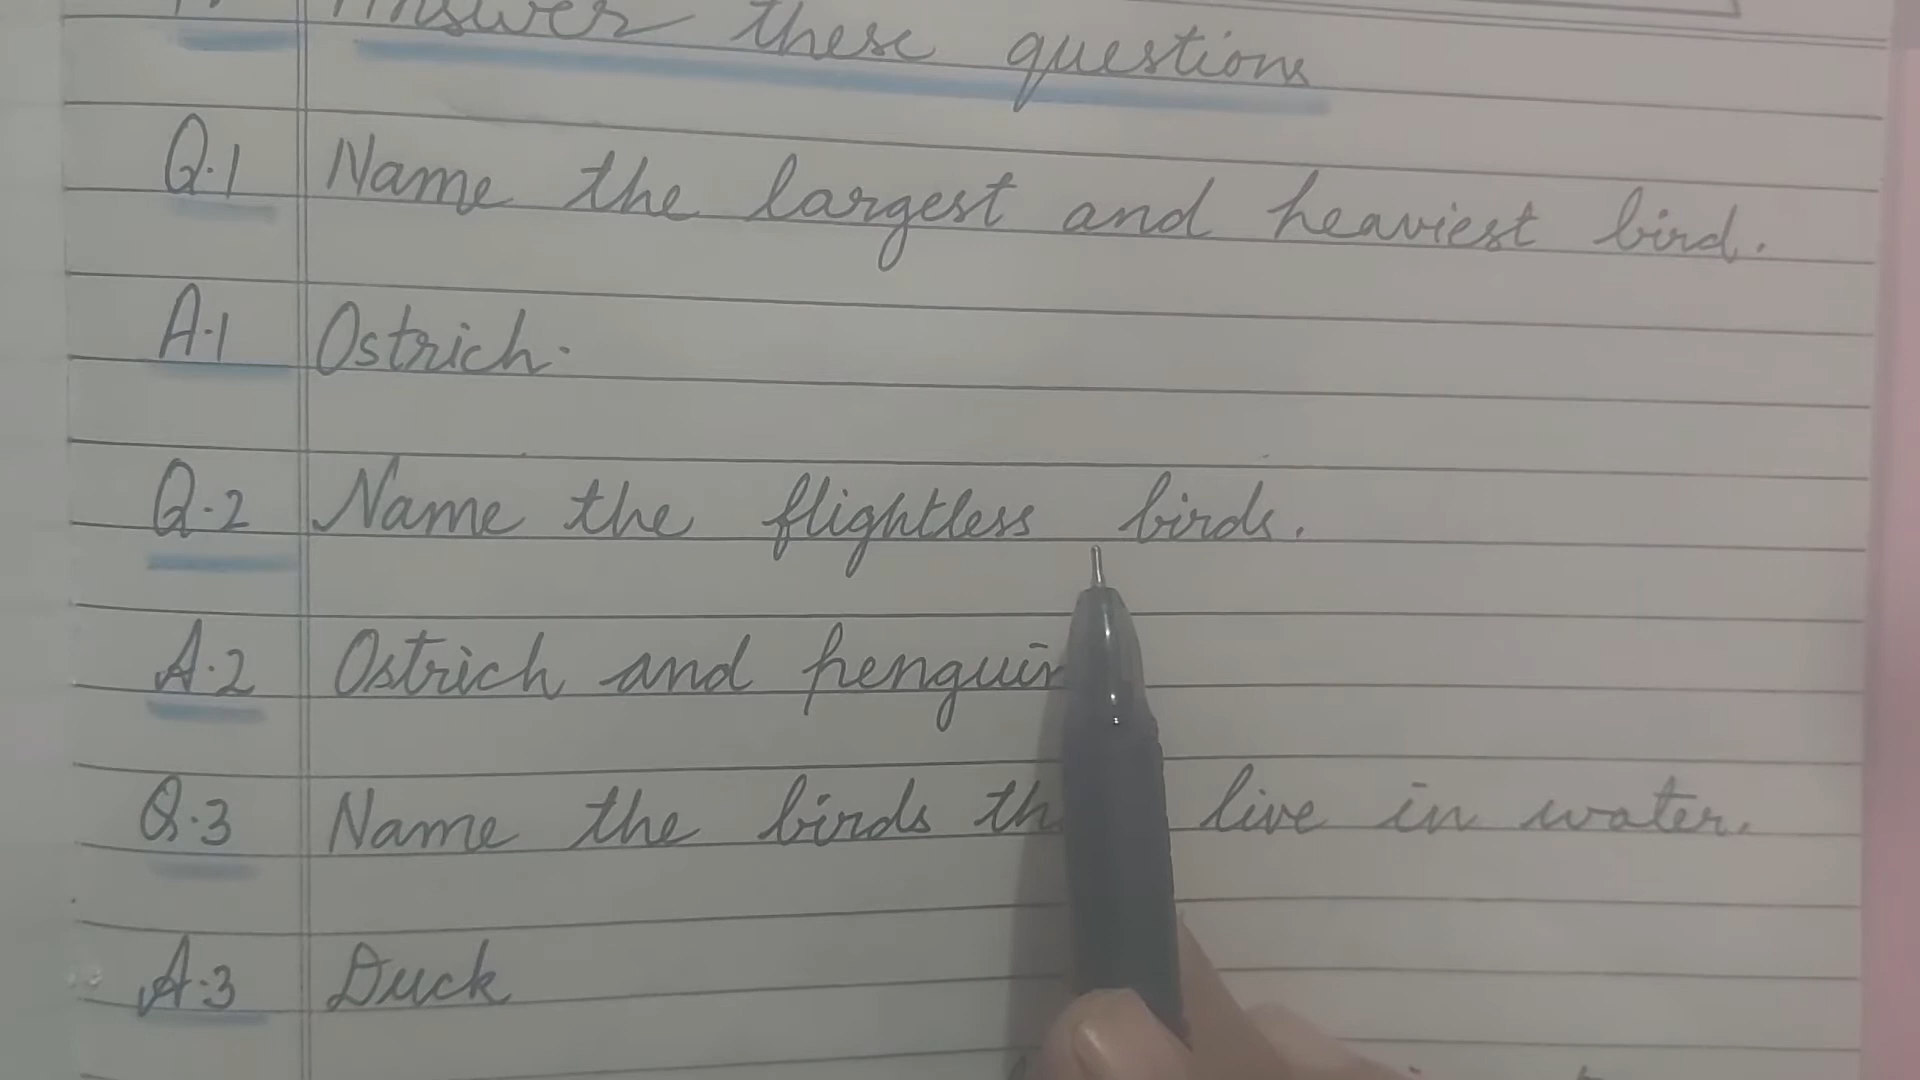 Answer these questions
Q.1 Name the largest and heaviest bird.
A.1 Ostrich.
Q.2 Name the flightless birds.
A.2 Ostrich and
Q.3 Name the birds live in water.
A.3 Duck